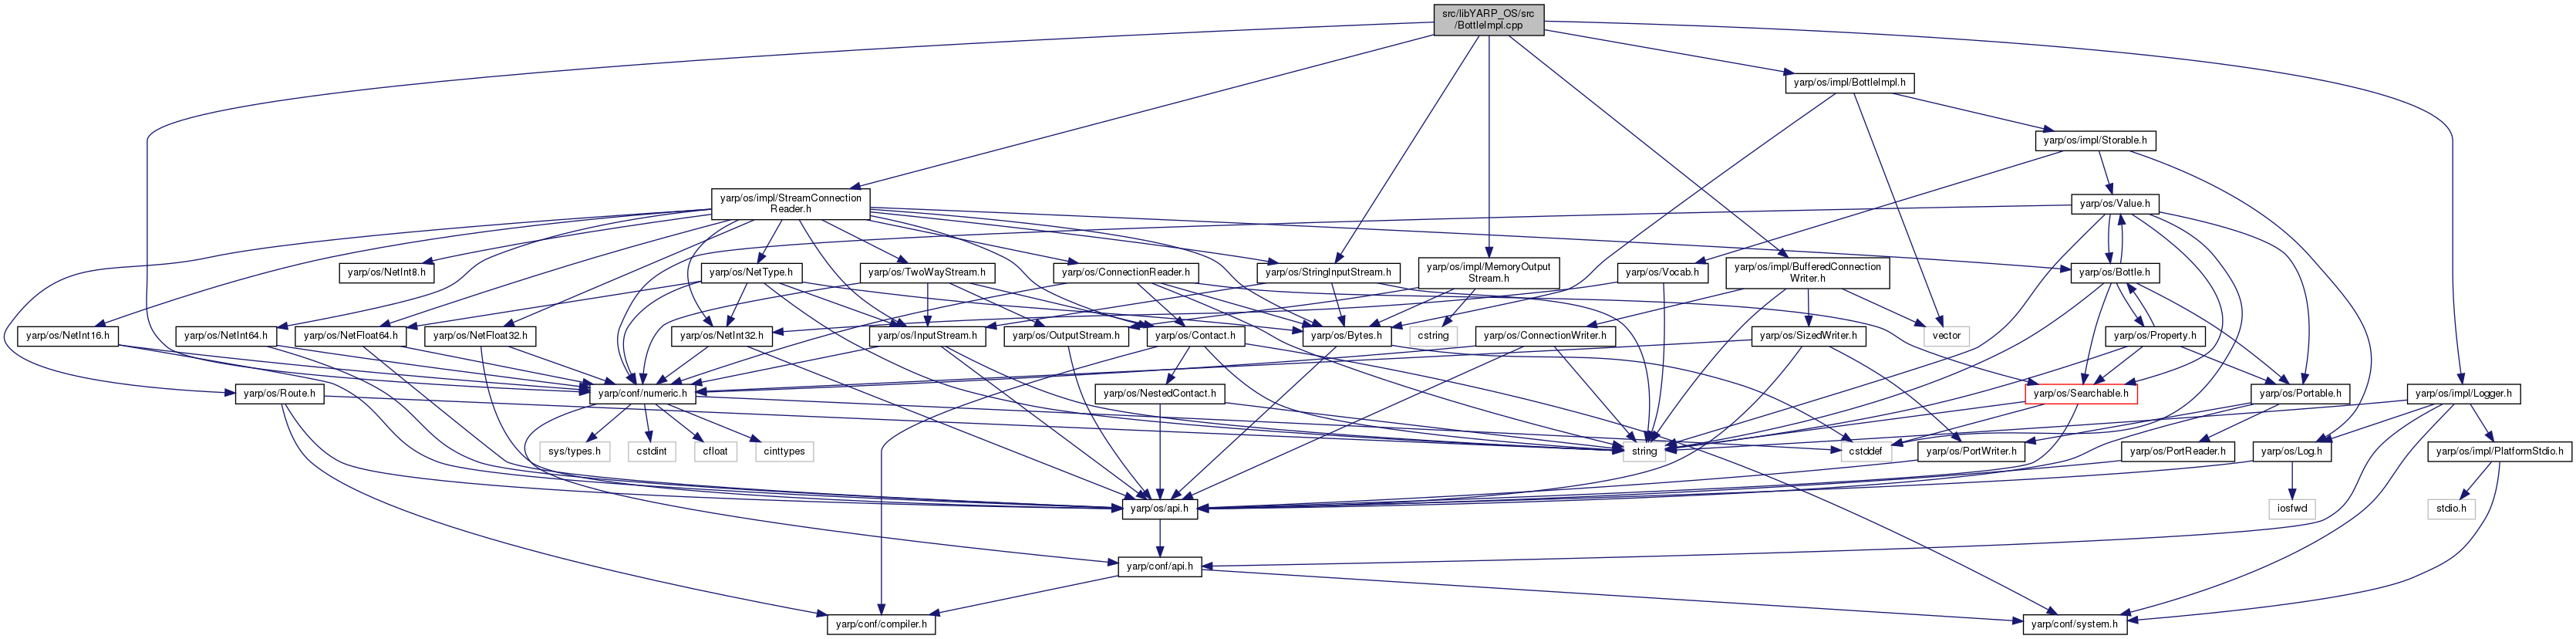 src/libYARP_OS/src
/BottleImpl.cpp
yarp/os/impl/BottleImpl.h
yarp/os/impl/Storable.h
yarp/os/impl/StreamConnection
Reader.h
yarp/os/Value.h
yarp/os/NetInt8.h
yarp/os/NetType.h
yarp/os/TwoWayStream.h
yarp/os/ConnectionReader.h
yarp/os/StringInputStream.h
yarp/os/impl/MemoryOutput
Stream.h
yarp/os/Vocab.h
yarp/os/impl/BufferedConnection
Writer.h
yarp/os/Bottle.h
yarp/os/NetInt16.h
yarp/os/NetInt64.h
yarp/os/NetFloat64.h
yarp/os/NetFloat32.h
yarp/os/NetInt32.h
yarp/os/InputStream.h
yarp/os/OutputStream.h
yarp/os/Contact.h
yarp/os/Bytes.h
cstring
yarp/os/ConnectionWriter.h
yarp/os/SizedWriter.h
vector
yarp/os/Property.h
yarp/os/Route.h
yarp/conf/numeric.h
yarp/os/NestedContact.h
yarp/os/Searchable.h
yarp/os/Portable.h
yarp/os/impl/Logger.h
sys/types.h
cstdint
cfloat
cinttypes
string
cstddef
yarp/os/PortWriter.h
yarp/os/PortReader.h
yarp/os/Log.h
yarp/os/impl/PlatformStdio.h
yarp/os/api.h
iosfwd
stdio.h
yarp/conf/api.h
yarp/conf/compiler.h
yarp/conf/system.h